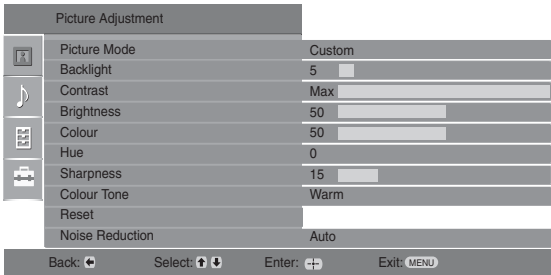 Picture Adjustment
Picture Mode Custom
Backlight 5
Contrast Max
Brightness 50
Colour 50
Hue 0
Sharpness 15
Colour Tone Warm
Reset
Noise Reduction Auto
Back: Select: Enter: Exit: MENU